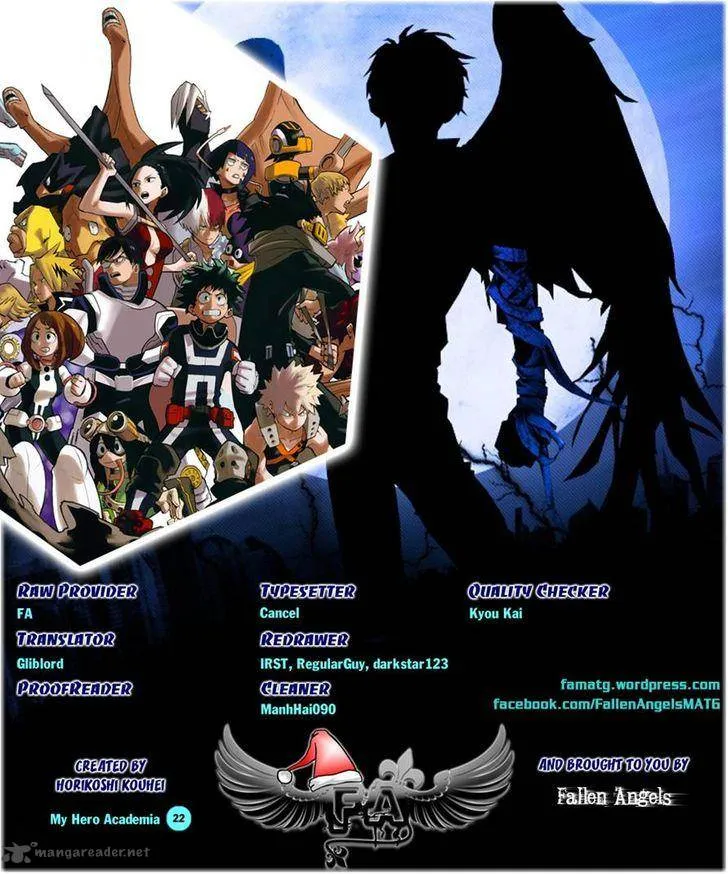 RAW PROVIDER
FA
TRANSLATOR
Gliblord
PROOFREADER
TYPESETTER
Cancel
REDRAWER
IRST, RegularGuy, darkstar123
CLEANER
ManhHai090
QUALITY CHECKER
Kyou Kai
famatg.wordpress.com
facebook.com/FallenAngelsMATG
CREATED BY
HORIKOSHI KOUHEI
My Hero Academia 22
FA
AND BROUGHT TO YOU BY
Fallen Angels
mangareader.net